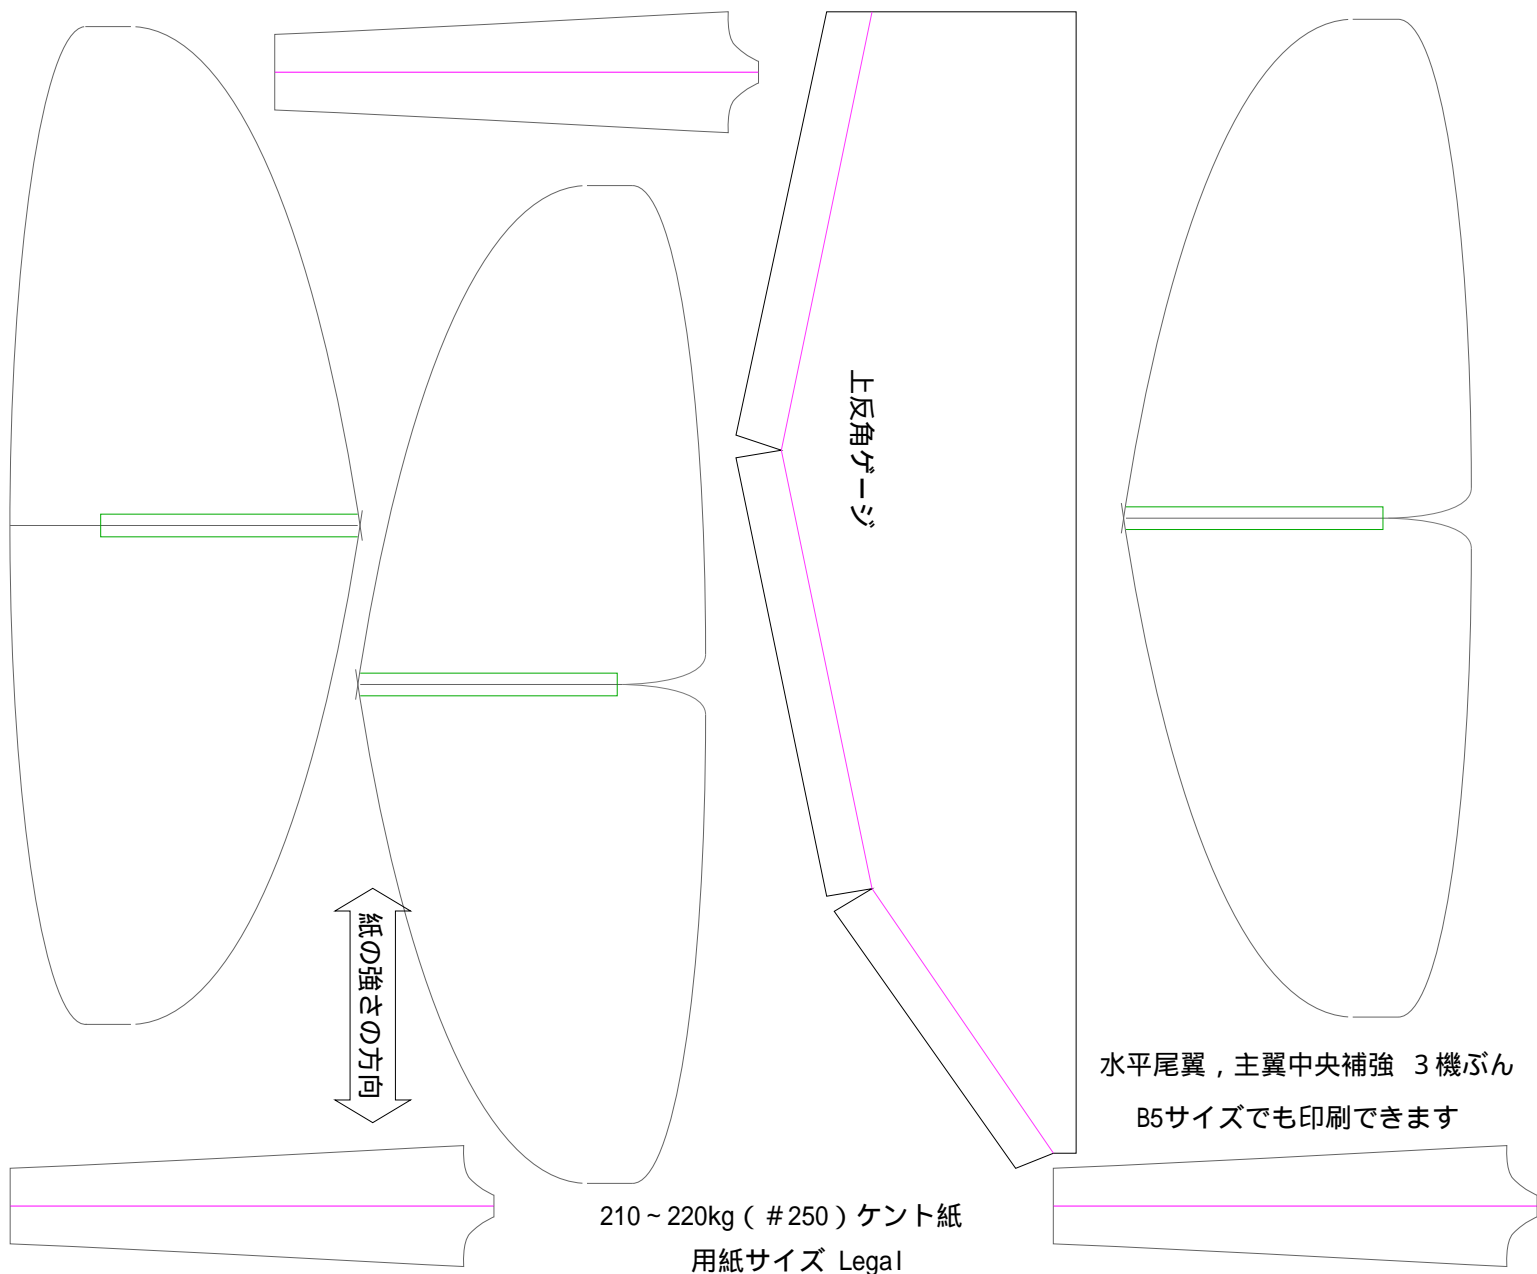 上反角ゲージ
紙の強さの方向
水平尾翼，主翼中央補強 ３機ぶん
B5サイズでも印刷できます
210～220kg（＃250）ケント紙
用紙サイズ Legal